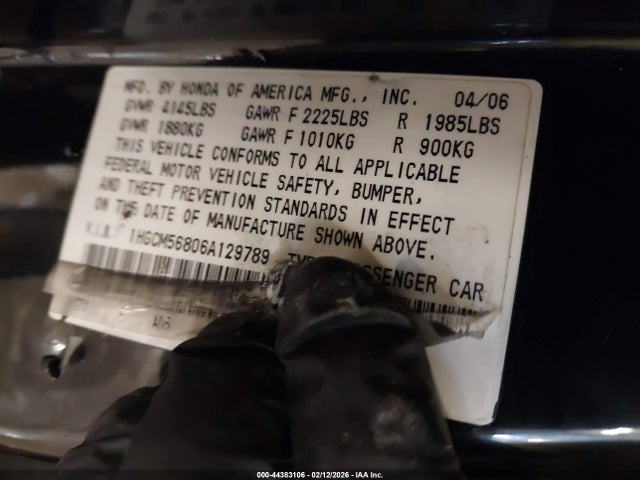 MFD. BY HONDA OF AMERICA MFG., INC. 04/06
GVWR 4145LBS GAWR F 2225LBS R 1985LBS
GVWR 1880KG GAWR F 1010KG R 900KG
THIS VEHICLE CONFORMS TO ALL APPLICABLE
FEDERAL MOTOR VEHICLE SAFETY, BUMPER,
AND THEFT PREVENTION STANDARDS IN EFFECT
ON THE DATE OF MANUFACTURE SHOWN ABOVE.
V.I.N. 1HGCM56806A129789 CAR
000-44383106 - 02/12/2026 - IAA Inc.